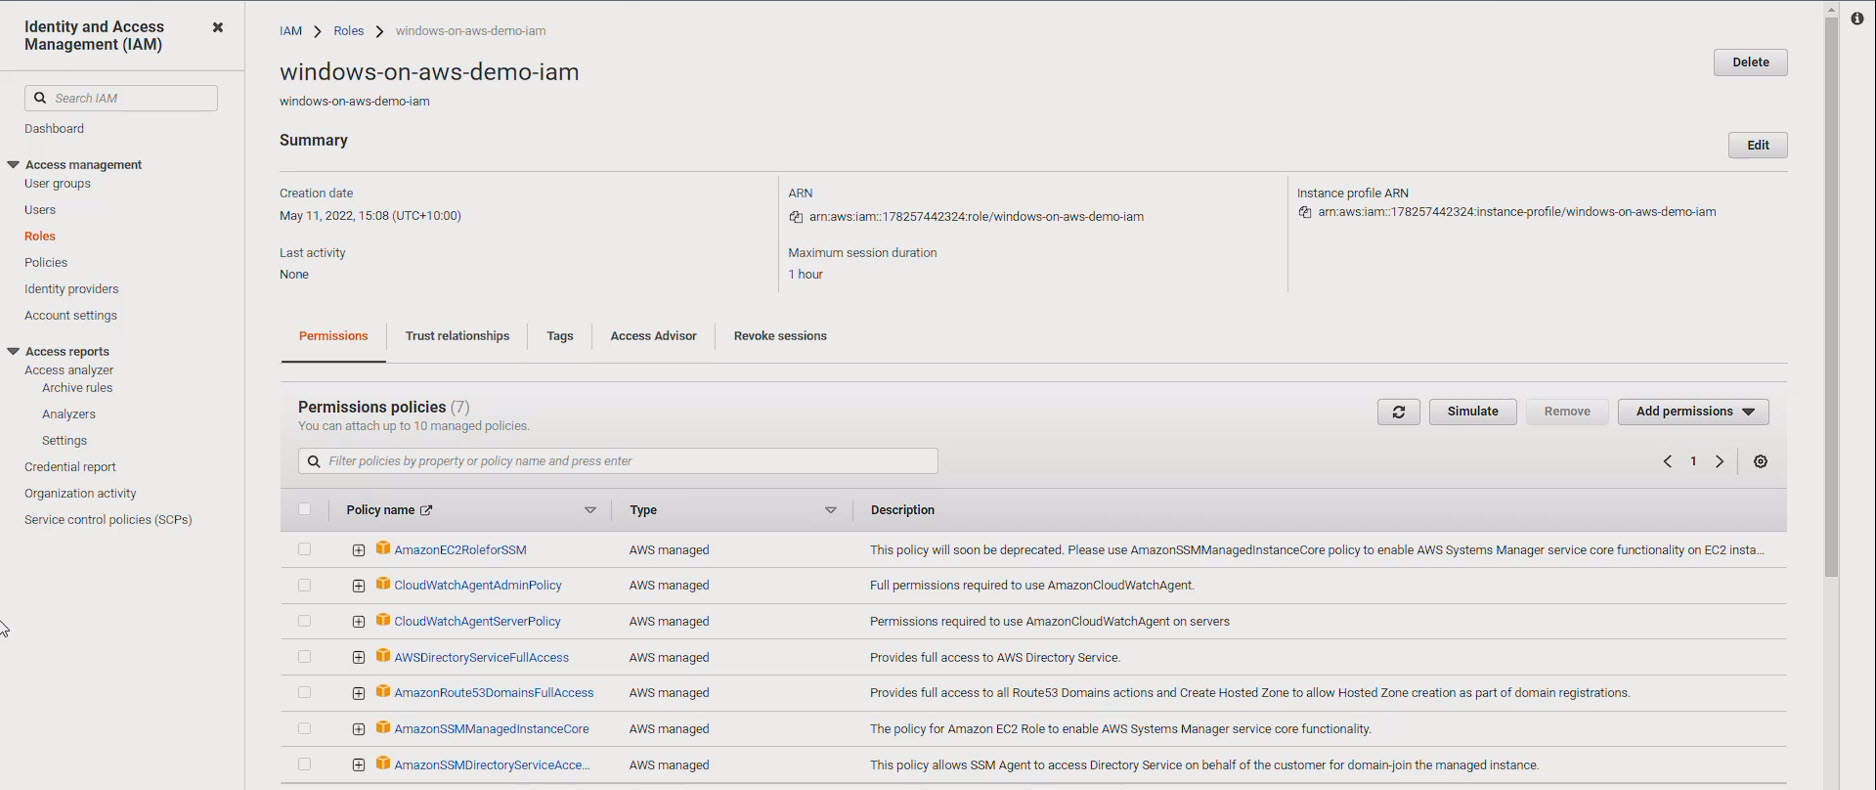 Identity and Access
Management (IAM)
Search IAM
Dashboard
Access management
User groups
Users
Roles
Policies
Identity providers
Account settings
Access reports
Access analyzer
Archive rules
Analyzers
Settings
Credential report
Organization activity
Service control policies (SCPs)
IAM Roles windows-on-aws-demo-iam
windows-on-aws-demo-iam
Delete
windows-on-aws-demo-iam
Summary
Edit
Creation date
May 11, 2022, 15:08 (UTC+10:00)
Last activity
None
ARN
arn:aws:iam::178257442324:role/windows-on-aws-demo-iam
Maximum session duration
1 hour
Instance profile ARN
arn:aws:iam::178257442324:instance-profile/windows-on-aws-demo-iam
Permissions Trust relationships Tags Access Advisor Revoke sessions
Permissions policies (7)
You can attach up to 10 managed policies.
Simulate Remove Add permissions
Filter policies by property or policy name and press enter
1
Policy name Type Description
AmazonEC2RoleforSSM AWS managed This policy will soon be deprecated. Please use AmazonSSMManagedInstanceCore policy to enable AWS Systems Manager service core functionality on EC2 insta...
CloudWatchAgentAdminPolicy AWS managed Full permissions required to use AmazonCloudWatchAgent.
CloudWatchAgentServerPolicy AWS managed Permissions required to use AmazonCloudWatchAgent on servers
AWSDirectoryServiceFullAccess AWS managed Provides full access to AWS Directory Service.
AmazonRoute53DomainsFullAccess AWS managed Provides full access to all Route53 Domains actions and Create Hosted Zone to allow Hosted Zone creation as part of domain registrations.
AmazonSSMManagedInstanceCore AWS managed The policy for Amazon EC2 Role to enable AWS Systems Manager service core functionality.
AmazonSSMDirectoryServiceAcce... AWS managed This policy allows SSM Agent to access Directory Service on behalf of the customer for domain-join the managed instance.